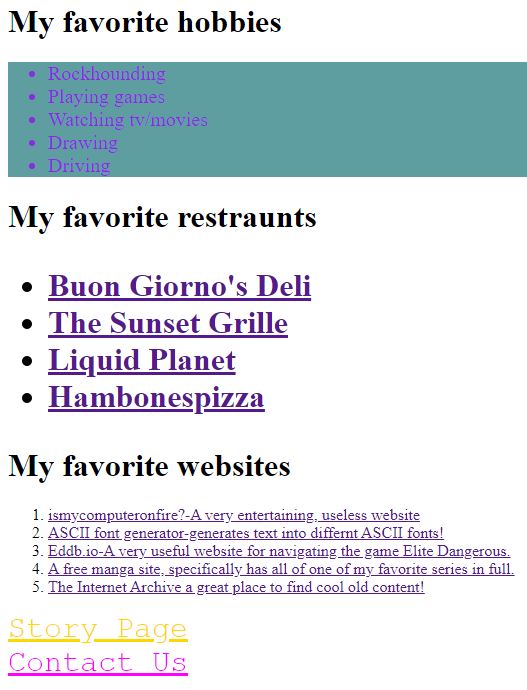 My favorite hobbies
Rockhounding
Playing games
Watching tv/movies
Drawing
Driving
My favorite restraunts
Buon Giorno's Deli
The Sunset Grille
Liquid Planet
Hambonespizza
My favorite websites
1. ismycomputeronfire?-A very entertaining, useless website
2. ASCII font generator-generates text into differnt ASCII fonts!
3. Eddb.io-A very useful website for navigating the game Elite Dangerous.
4. A free manga site, specifically has all of one of my favorite series in full.
5. The Internet Archive a great place to find cool old content!
Story Page
Contact Us